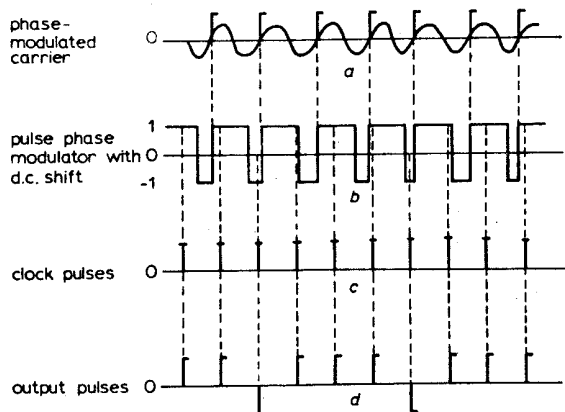 phase-
modulated
carrier
0
a
pulse phase
modulator with
d.c. shift
1
0
-1
b
clock pulses
0
c
output pulses
0
d